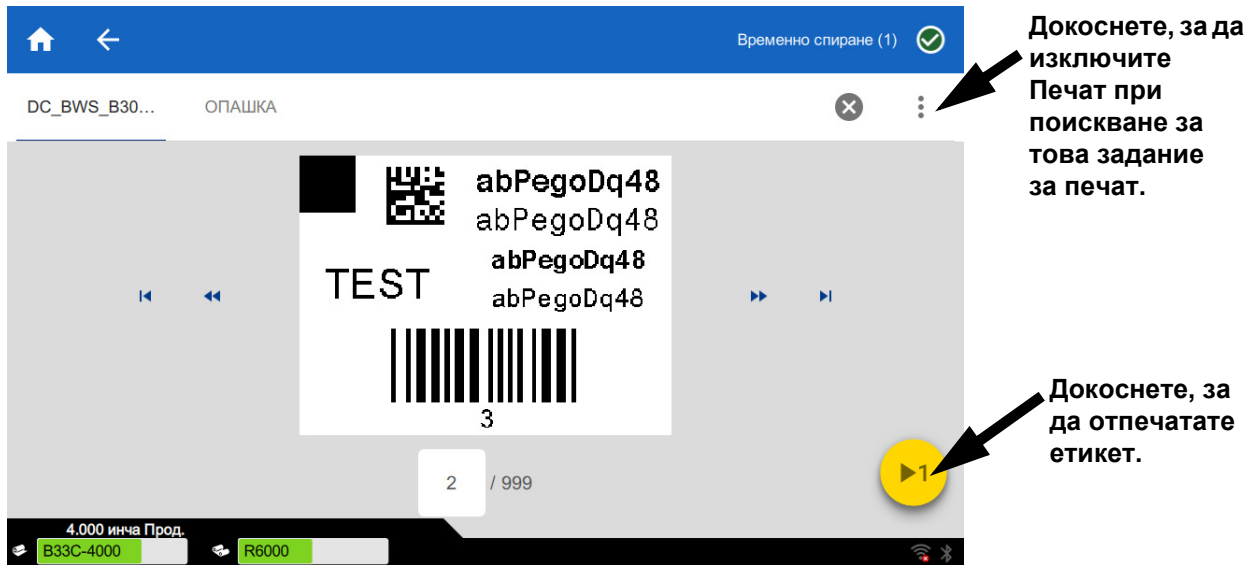 Временно спиране (1)
DC_BWS_B30...
ОПАШКА
abPegoDq48
abPegoDq48
abPegoDq48
abPegoDq48
TEST
3
2 / 999
1
4.000 инча Прод.
B33C-4000
R6000
Докоснете, за да
изключите
Печат при
поискване за
това задание
за печат.
Докоснете, за
да отпечатате
етикет.